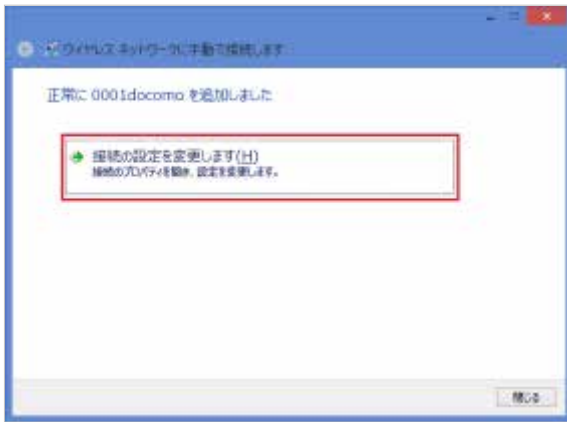 ワイヤレス ネットワークに手動で接続します
正常に 0001docomo を追加しました
接続の設定を変更します(H)
接続のプロパティを開き、設定を変更します。
閉じる